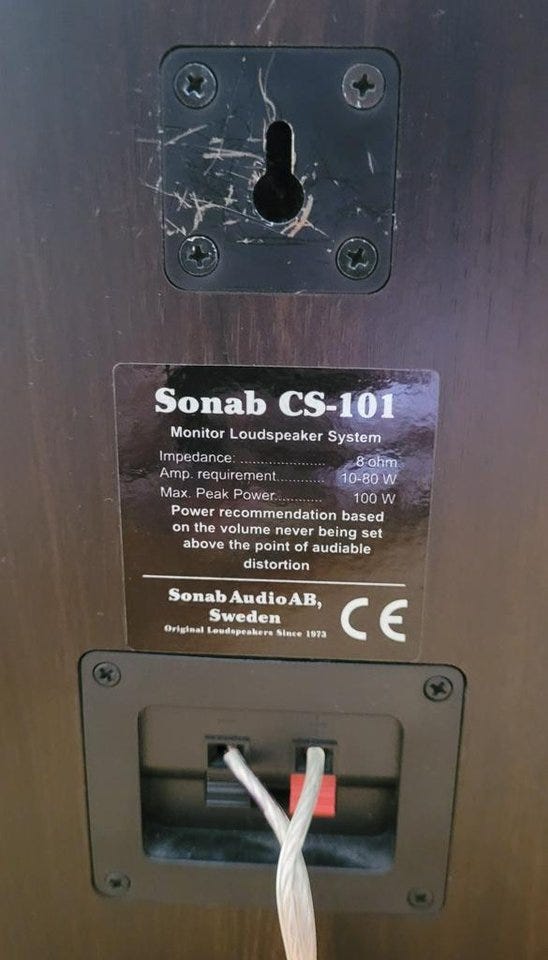 Sonab CS-101
Monitor Loudspeaker System
Impedance: ..................... 8 ohm
Amp. requirement............ 10-80 W
Max. Peak Power........... 100 W
Power recommendation based
on the volume never being set
above the point of audiable
distortion
Sonab Audio AB,
Sweden
Original Loudspeakers Since 1973
CE